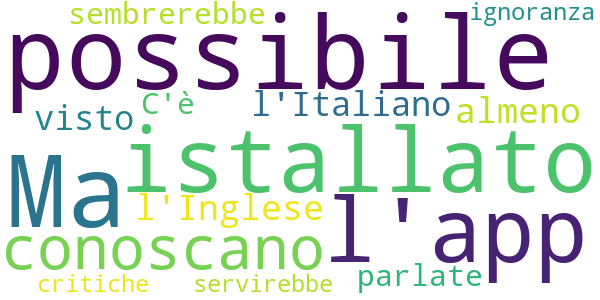 sembrerebbe ignoranza
possibile
visto C'è l'Italiano almeno
istallato
Ma l'Inglese l'app
conoscano
critiche servirebbe parlate